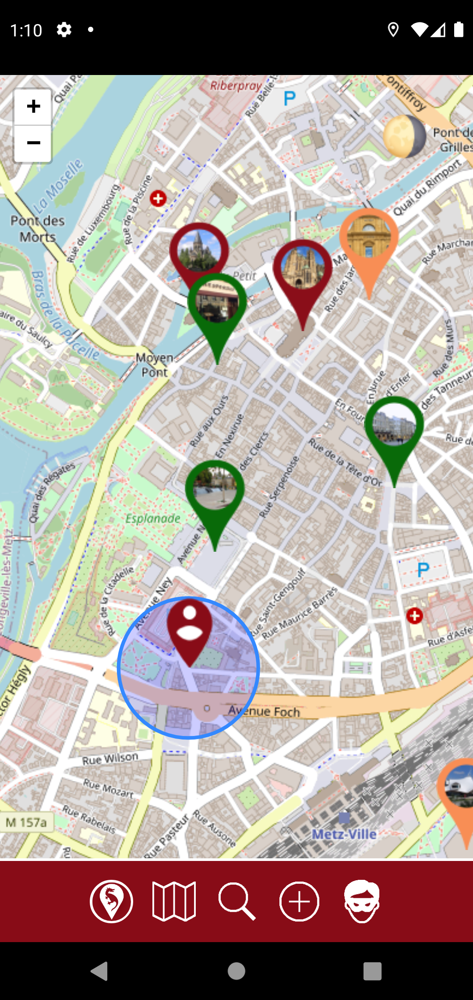 1:10
Riberpray
Rue Belle-I
P
Pontiffroy
+
−
Quai Pa
Pont de
Grilles
La Moselle
Rue de la Piscine
Rue de Luxembourg
Quai du Rimport
Pont des
Morts
Rue Marchan
Petit
Ma
Rue des Jar
Bras de la Pucelle
aire du Saulcy
Rue des Murs
Moyen
Pont
En Jurue
d'Enfer
des Tanneurs
En Four
Rue aux Ours
En Nexirue
des Clercs
Rue de
Rue de la Tête d'Or
Rue Serpenoise
Quai des Régates
Esplanade
Avenue N
Longeville-lès-Metz
P
Rue de la Citadelle
Avenue Ney
Rue Saint-Gengoulf
Rue Maurice Barrès
Rue d'Asfe
ctor Hégly
Avenue Foch
Rue Wilson
Rue Mozart
Rue Rabelais
M 157a
Rue Ausone
Rue Pasteur
Metz-Ville
Ru